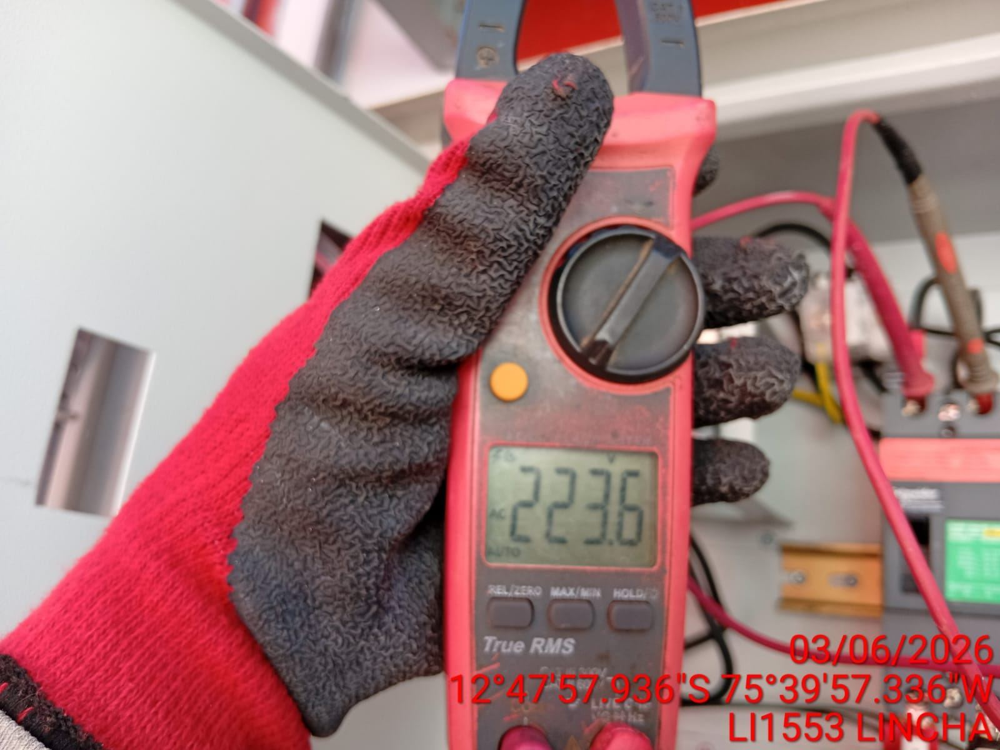 V
AC 223.6
AUTO
REL/ZERO MAX/MIN HOLD/
True RMS
03/06/2026
12°47'57.936"S 75°39'57.336"W
LI1553 LINCHA